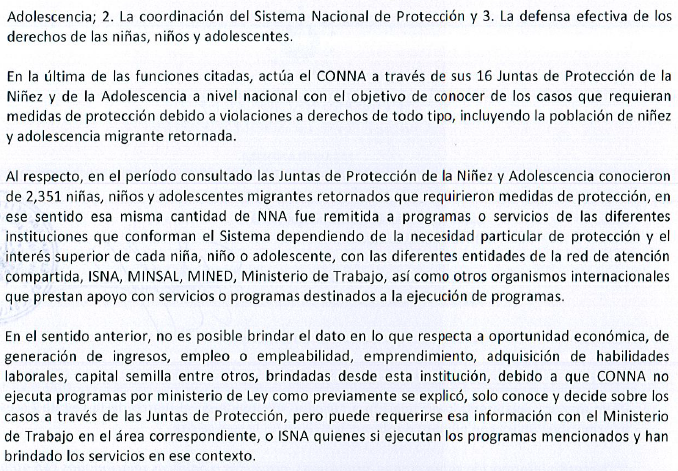 Adolescencia; 2. La coordinación del Sistema Nacional de Protección y 3. La defensa efectiva de los
derechos de las niñas, niños y adolescentes.
En la última de las funciones citadas, actúa el CONNA a través de sus 16 Juntas de Protección de la
Niñez y de la Adolescencia a nivel nacional con el objetivo de conocer de los casos que requieran
medidas de protección debido a violaciones a derechos de todo tipo, incluyendo la población de niñez
y adolescencia migrante retornada.
Al respecto, en el período consultado las Juntas de Protección de la Niñez y Adolescencia conocieron
de 2,351 niñas, niños y adolescentes migrantes retornados que requirieron medidas de protección, en
ese sentido esa misma cantidad de NNA fue remitida a programas o servicios de las diferentes
instituciones que conforman el Sistema dependiendo de la necesidad particular de protección y el
interés superior de cada niña, niño o adolescente, con las diferentes entidades de la red de atención
compartida, ISNA, MINSAL, MINED, Ministerio de Trabajo, así como otros organismos internacionales
que prestan apoyo con servicios o programas destinados a la ejecución de programas.
En el sentido anterior, no es posible brindar el dato en lo que respecta a oportunidad económica, de
generación de ingresos, empleo o empleabilidad, emprendimiento, adquisición de habilidades
laborales, capital semilla entre otros, brindadas desde esta institución, debido a que CONNA no
ejecuta programas por ministerio de Ley como previamente se explicó, solo conoce y decide sobre los
casos a través de las Juntas de Protección, pero puede requerirse esa información con el Ministerio
de Trabajo en el área correspondiente, o ISNA quienes si ejecutan los programas mencionados y han
brindado los servicios en ese contexto.